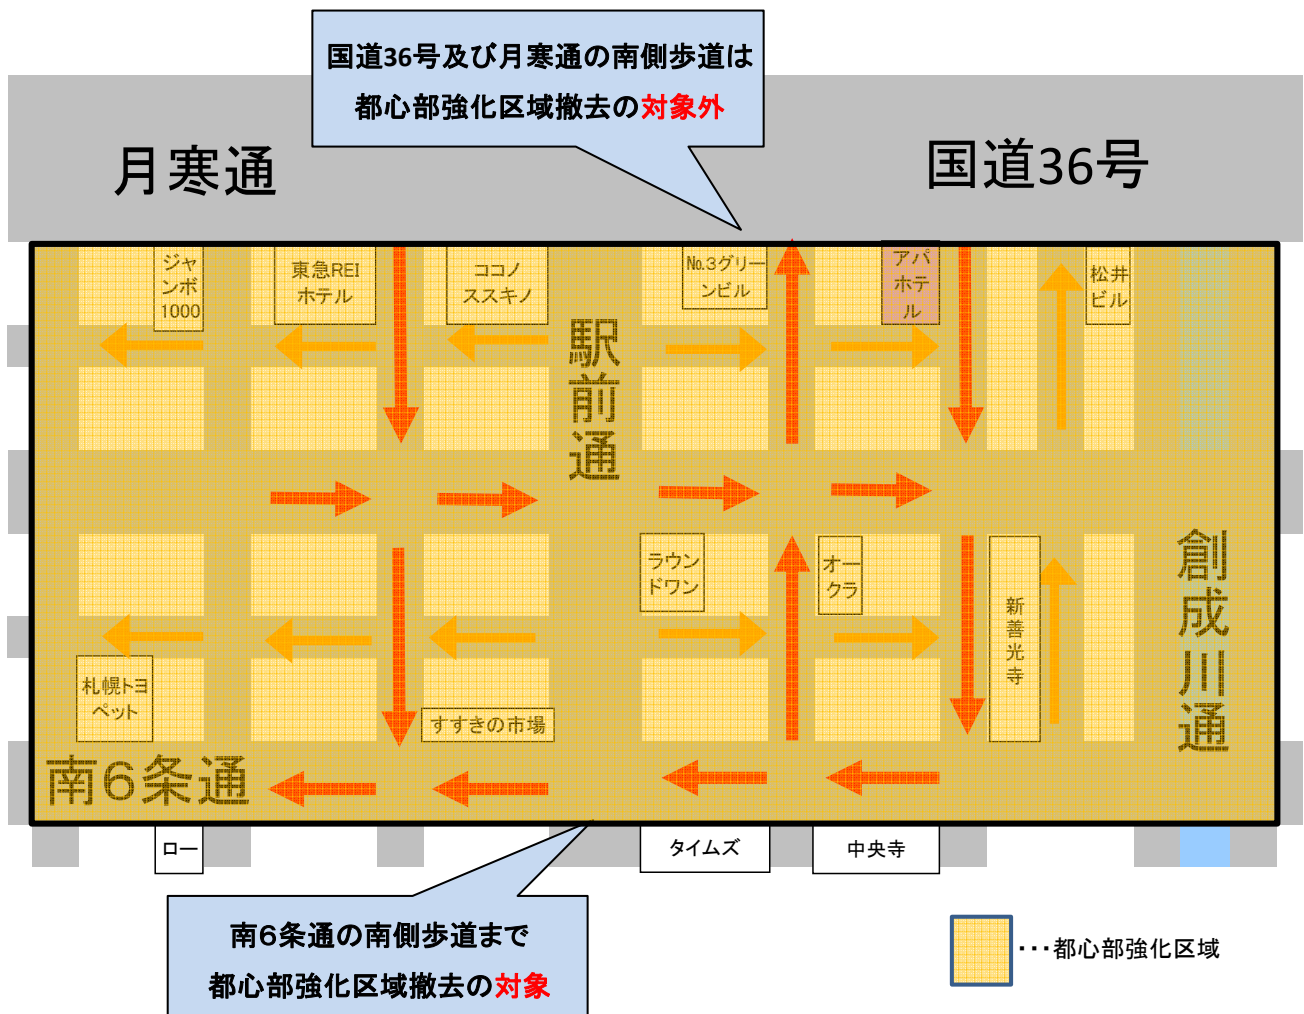 国道36号及び月寒通の南側歩道は
都心部強化区域撤去の対象外
月寒通
国道36号
ジャ
ンボ
1000
東急REI
ホテル
ココノ
ススキノ
No.3グリー
ンビル
アパ
ホテ
ル
松井
ビル
駅前通
ラウン
ドワン
オー
クラ
新善光寺
創成川通
札幌トヨ
ペット
すすきの市場
南6条通
ロー
タイムズ
中央寺
南6条通の南側歩道まで
都心部強化区域撤去の対象
・・・都心部強化区域